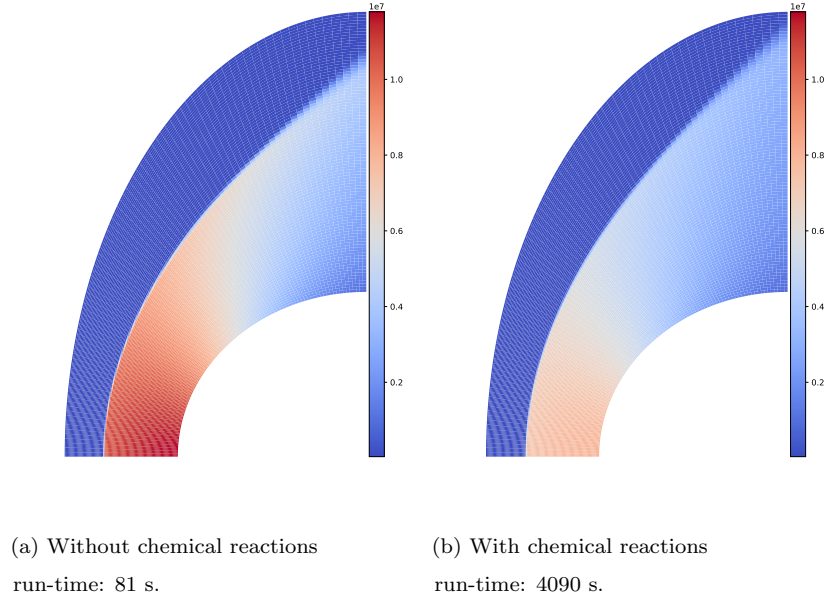 1e7
1.0
0.8
0.6
0.4
0.2
1e7
1.0
0.8
0.6
0.4
0.2
(a) Without chemical reactions
run-time: 81 s.
(b) With chemical reactions
run-time: 4090 s.